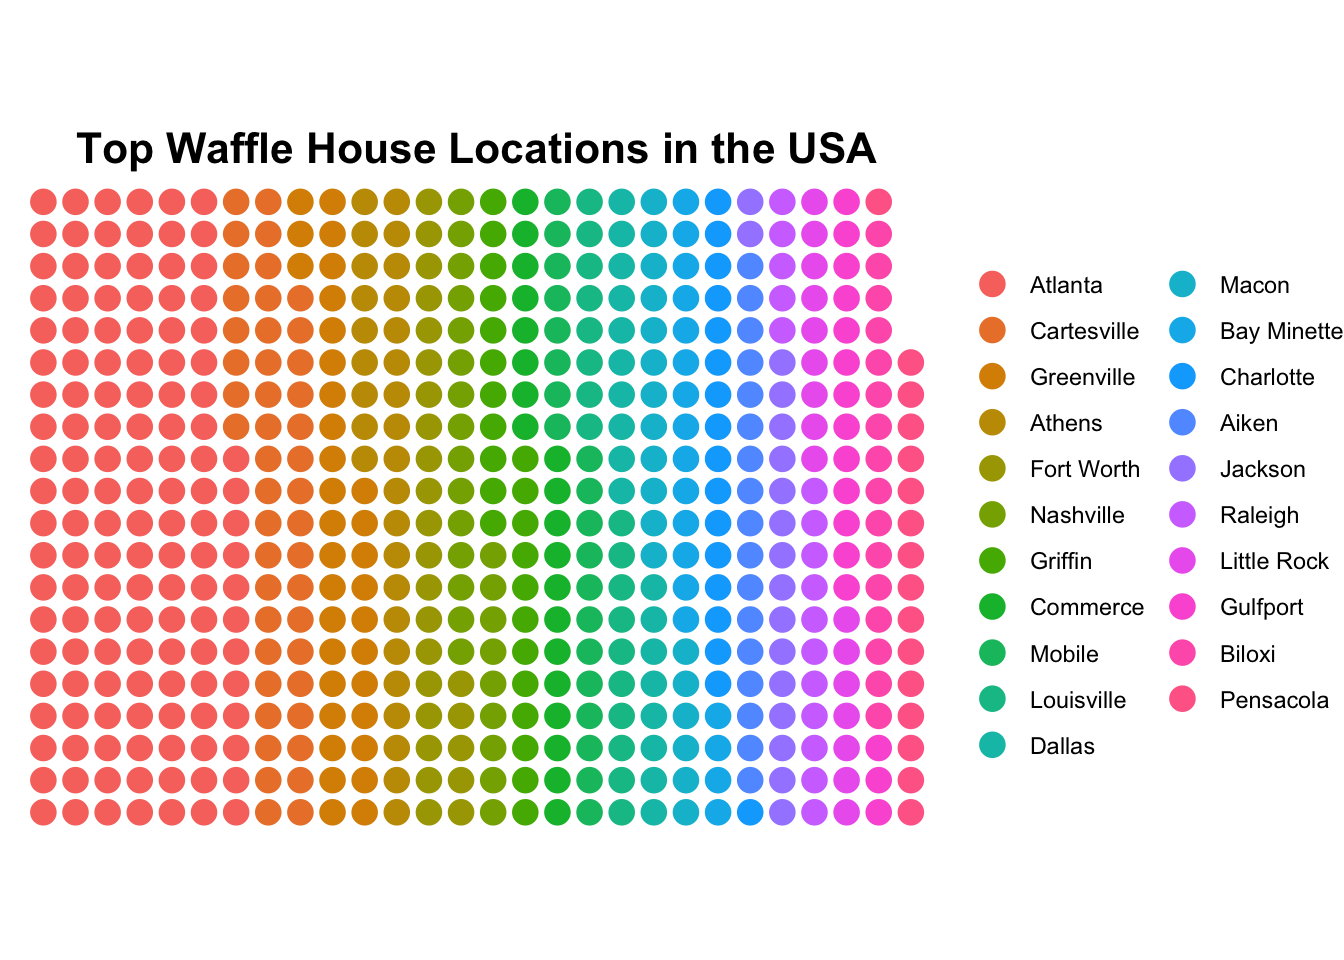 Top Waffle House Locations in the USA
Atlanta
Cartesville
Greenville
Athens
Fort Worth
Nashville
Griffin
Commerce
Mobile
Louisville
Dallas
Macon
Bay Minette
Charlotte
Aiken
Jackson
Raleigh
Little Rock
Gulfport
Biloxi
Pensacola